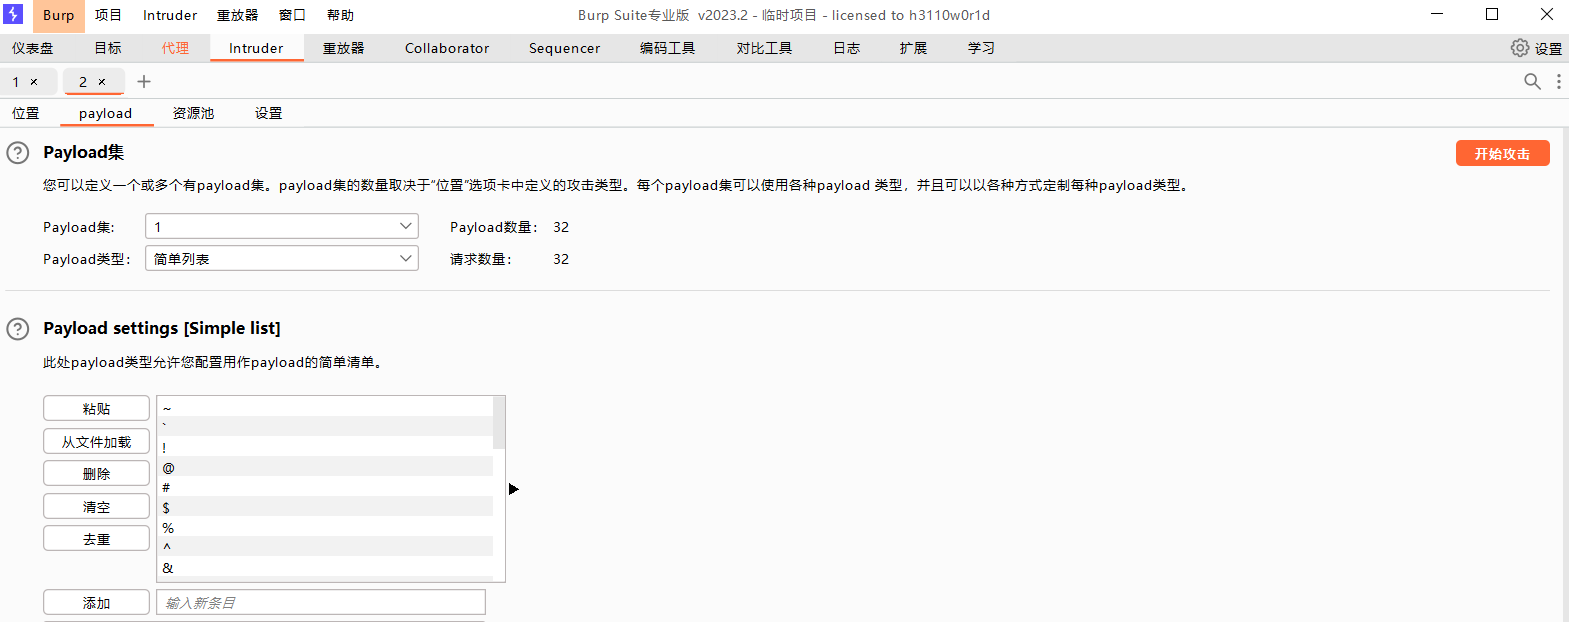 Burp 项目 Intruder 重放器 窗口 帮助 Burp Suite专业版 v2023.2 - 临时项目 - licensed to h3110w0r1d
仪表盘 目标 代理 Intruder 重放器 Collaborator Sequencer 编码工具 对比工具 日志 扩展 学习 设置
1 × 2 × +
位置 payload 资源池 设置
? Payload集 开始攻击
您可以定义一个或多个有payload集。payload集的数量取决于“位置”选项卡中定义的攻击类型。每个payload集可以使用各种payload 类型，并且可以以各种方式定制每种payload类型。
Payload集: 1 Payload数量: 32
Payload类型: 简单列表 请求数量: 32
? Payload settings [Simple list]
此处payload类型允许您配置用作payload的简单清单。
粘贴
从文件加载
删除
清空
去重
~
`
!
@
#
$
%
^
&
添加 输入新条目